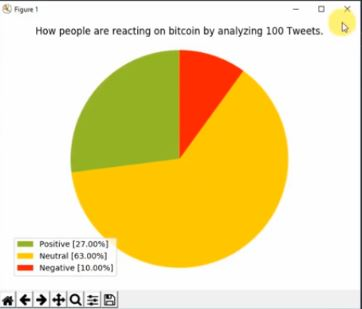 Figure 1
How people are reacting on bitcoin by analyzing 100 Tweets.
Positive [27.00%]
Neutral [63.00%]
Negative [10.00%]